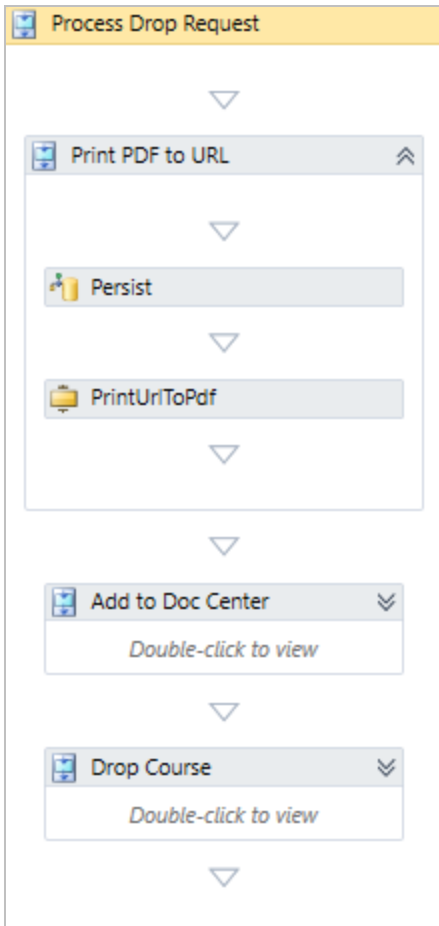 Process Drop Request
Print PDF to URL
Persist
PrintUrlToPdf
Add to Doc Center
Double-click to view
Drop Course
Double-click to view